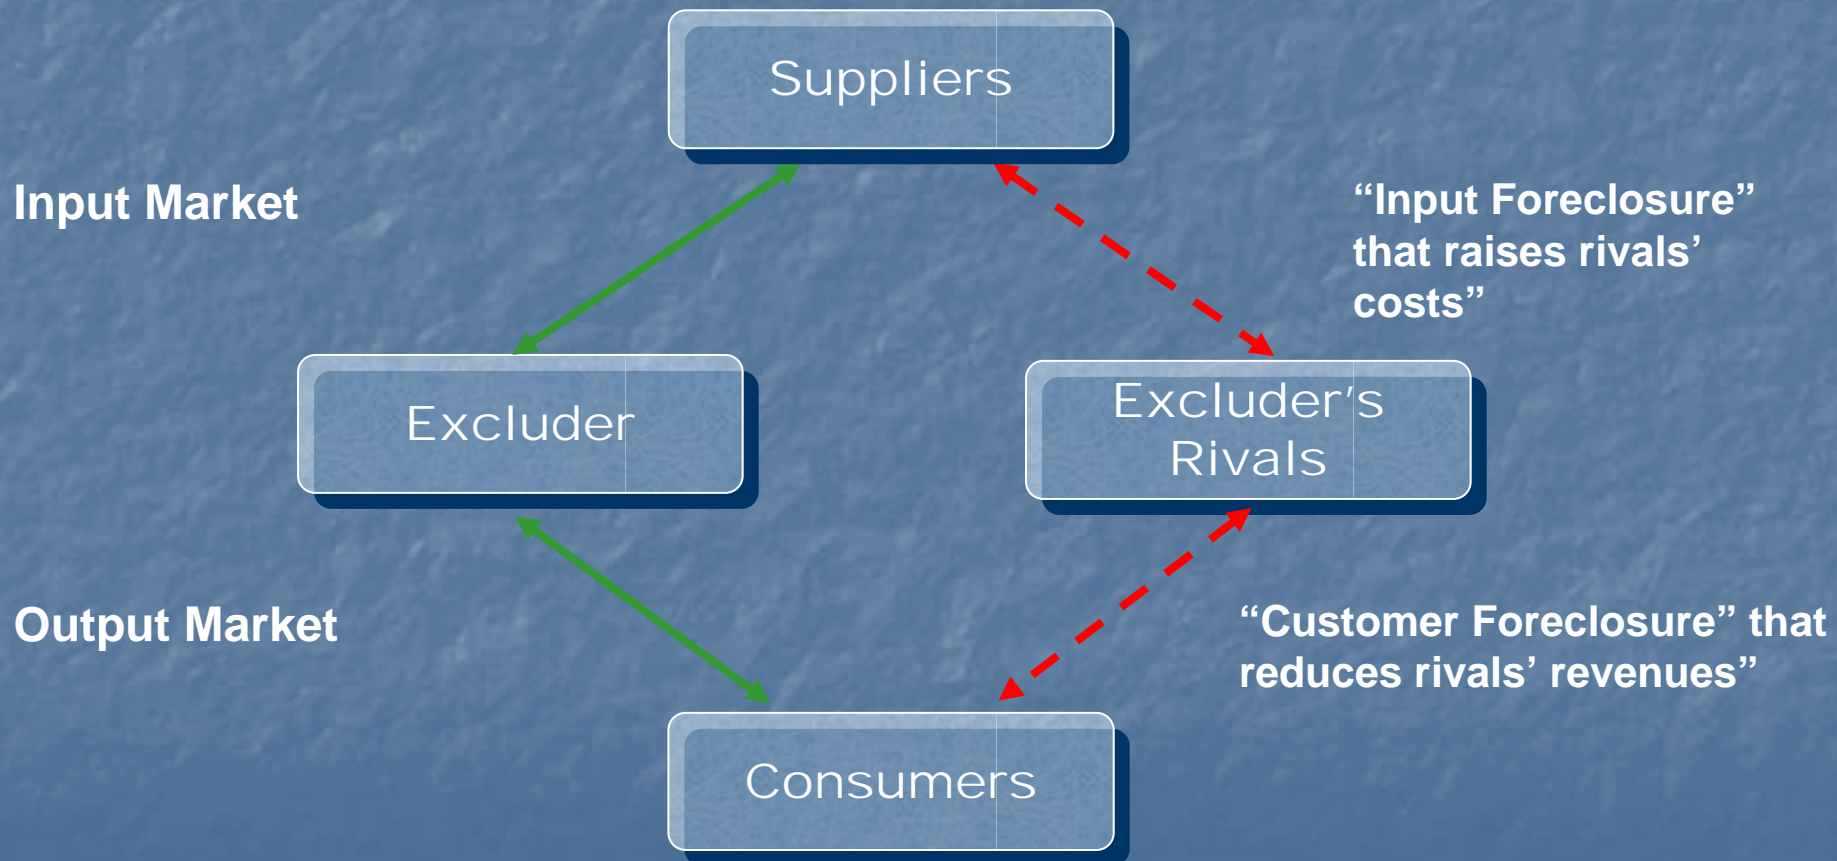 Suppliers
Input Market
“Input Foreclosure”
that raises rivals’
costs”
Excluder
Excluder’s
Rivals
Output Market
“Customer Foreclosure” that
reduces rivals’ revenues”
Consumers